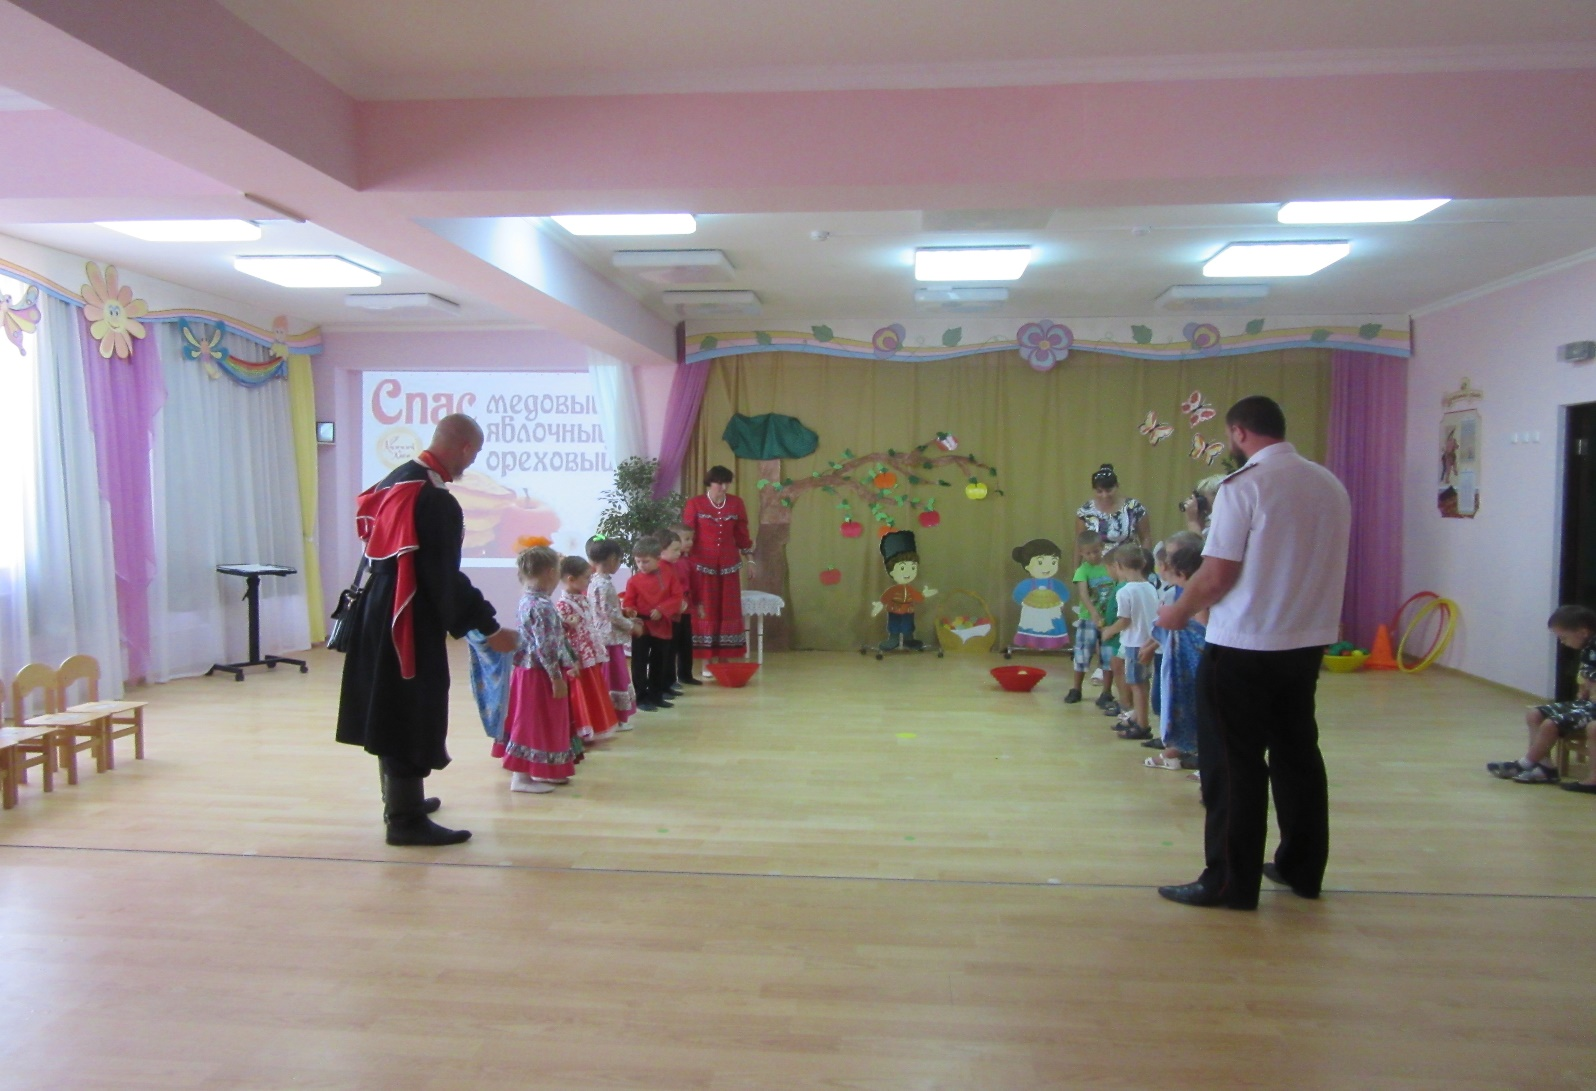 Спас медовый
яблочный
ореховый